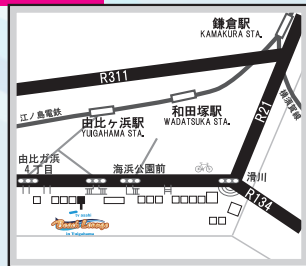 鎌倉駅
KAMAKURA STA.
R311
江ノ島電鉄
横須賀線
由比ヶ浜駅
YUIGAHAMA STA.
和田塚駅
WADATSUKA STA.
R21
由比ガ浜
4丁目
海浜公園前
滑川
R134
in Yuigahama